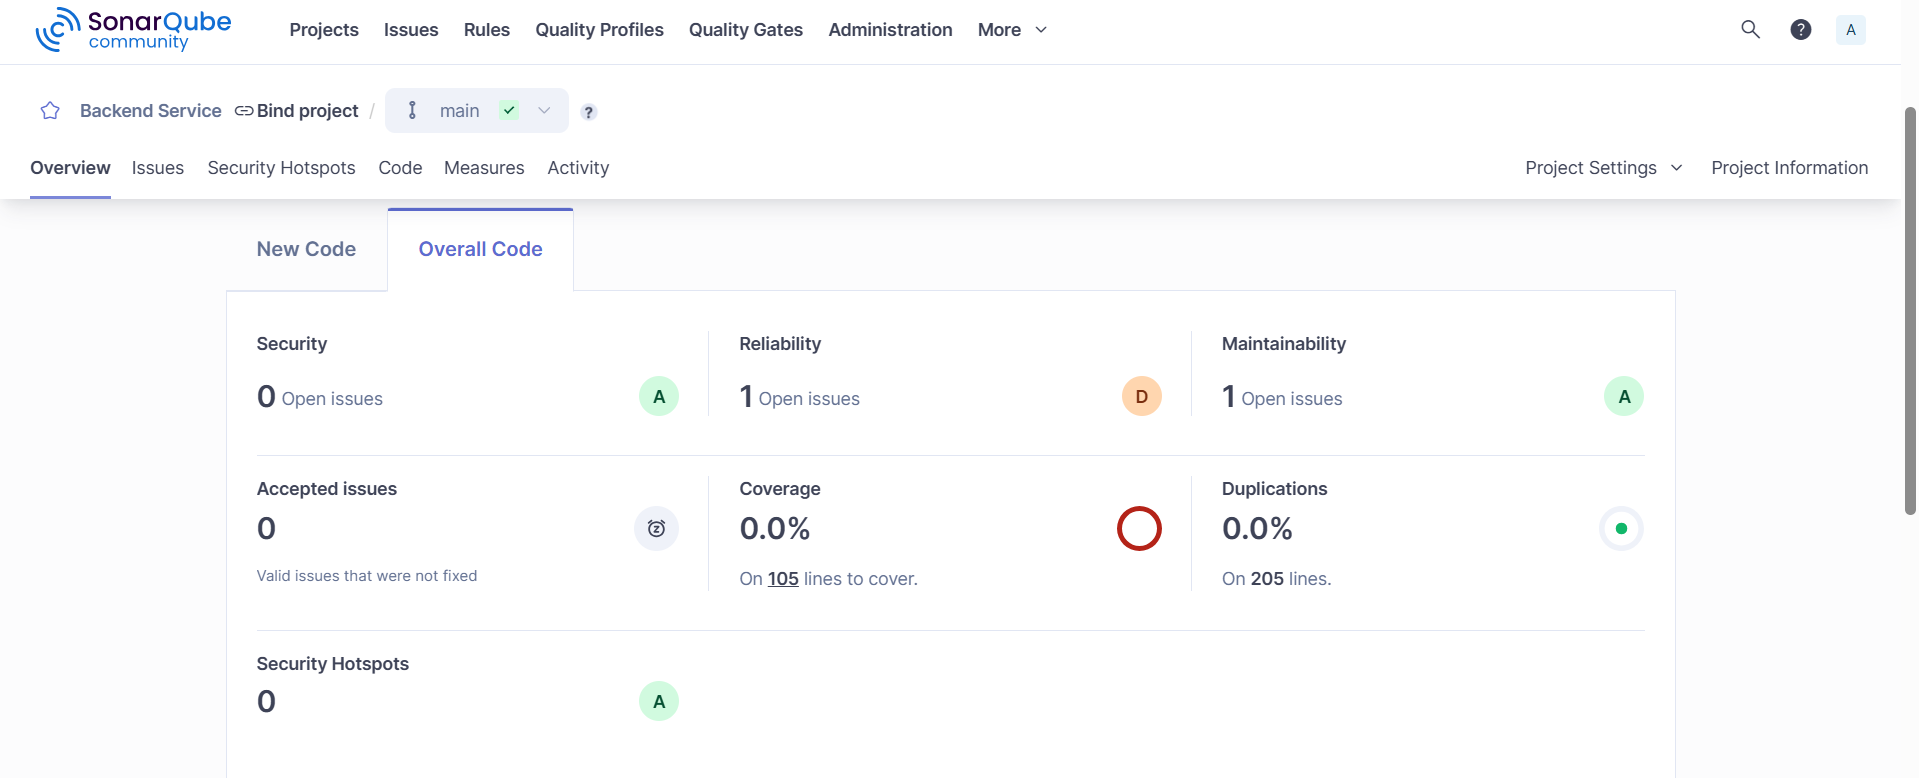 SonarQube
community
Projects Issues Rules Quality Profiles Quality Gates Administration More ? A
Backend Service Bind project / main ?
Overview Issues Security Hotspots Code Measures Activity Project Settings Project Information
New Code Overall Code
Security Reliability Maintainability
0 Open issues A 1 Open issues D 1 Open issues A
Accepted issues Coverage Duplications
0 z 0.0% 0.0%
Valid issues that were not fixed On 105 lines to cover. On 205 lines.
Security Hotspots
0 A